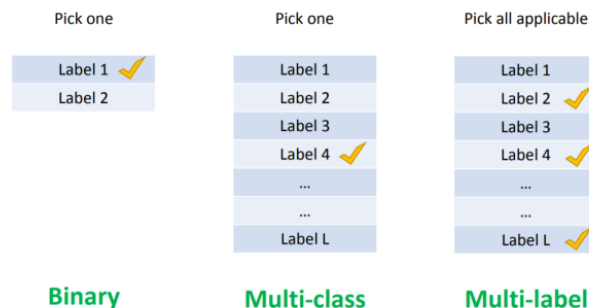 Pick one
Label 1
Label 2
Binary
Pick one
Label 1
Label 2
Label 3
Label 4
...
...
Label L
Multi-class
Pick all applicable
Label 1
Label 2
Label 3
Label 4
...
...
Label L
Multi-label